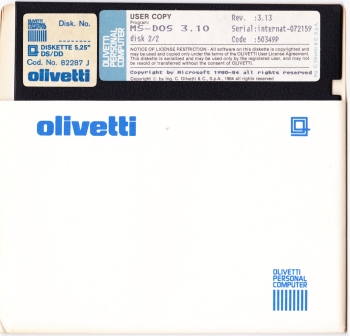 OLIVETTI
PERSONAL
COMPUTER
Disk. No.
DISKETTE 5,25"
DS/DD
Cod. No. 82287 J
olivetti
OLIVETTI
PERSONAL
COMPUTER
USER COPY
Program:
MS-DOS 3.10
disk 2/2
Rev. : 3.13
Serial:internat-072159
Code : 50349P
NOTICE OF LICENSE RESTRICTION - All software on this diskette is copyrighted
and may be used and copied only under the terms of the OLIVETTI User License Agreement.
This diskette is serialized and may be used only by the registered user, and may not be
resold or transferred without the consent of
OLIVETTI.
Copyright by Microsoft 1980-84 all rights reserved
Copyright © by Ing. C. Olivetti & C., S.p.A. 1984 all rights reserved
olivetti
OLIVETTI
PERSONAL
COMPUTER